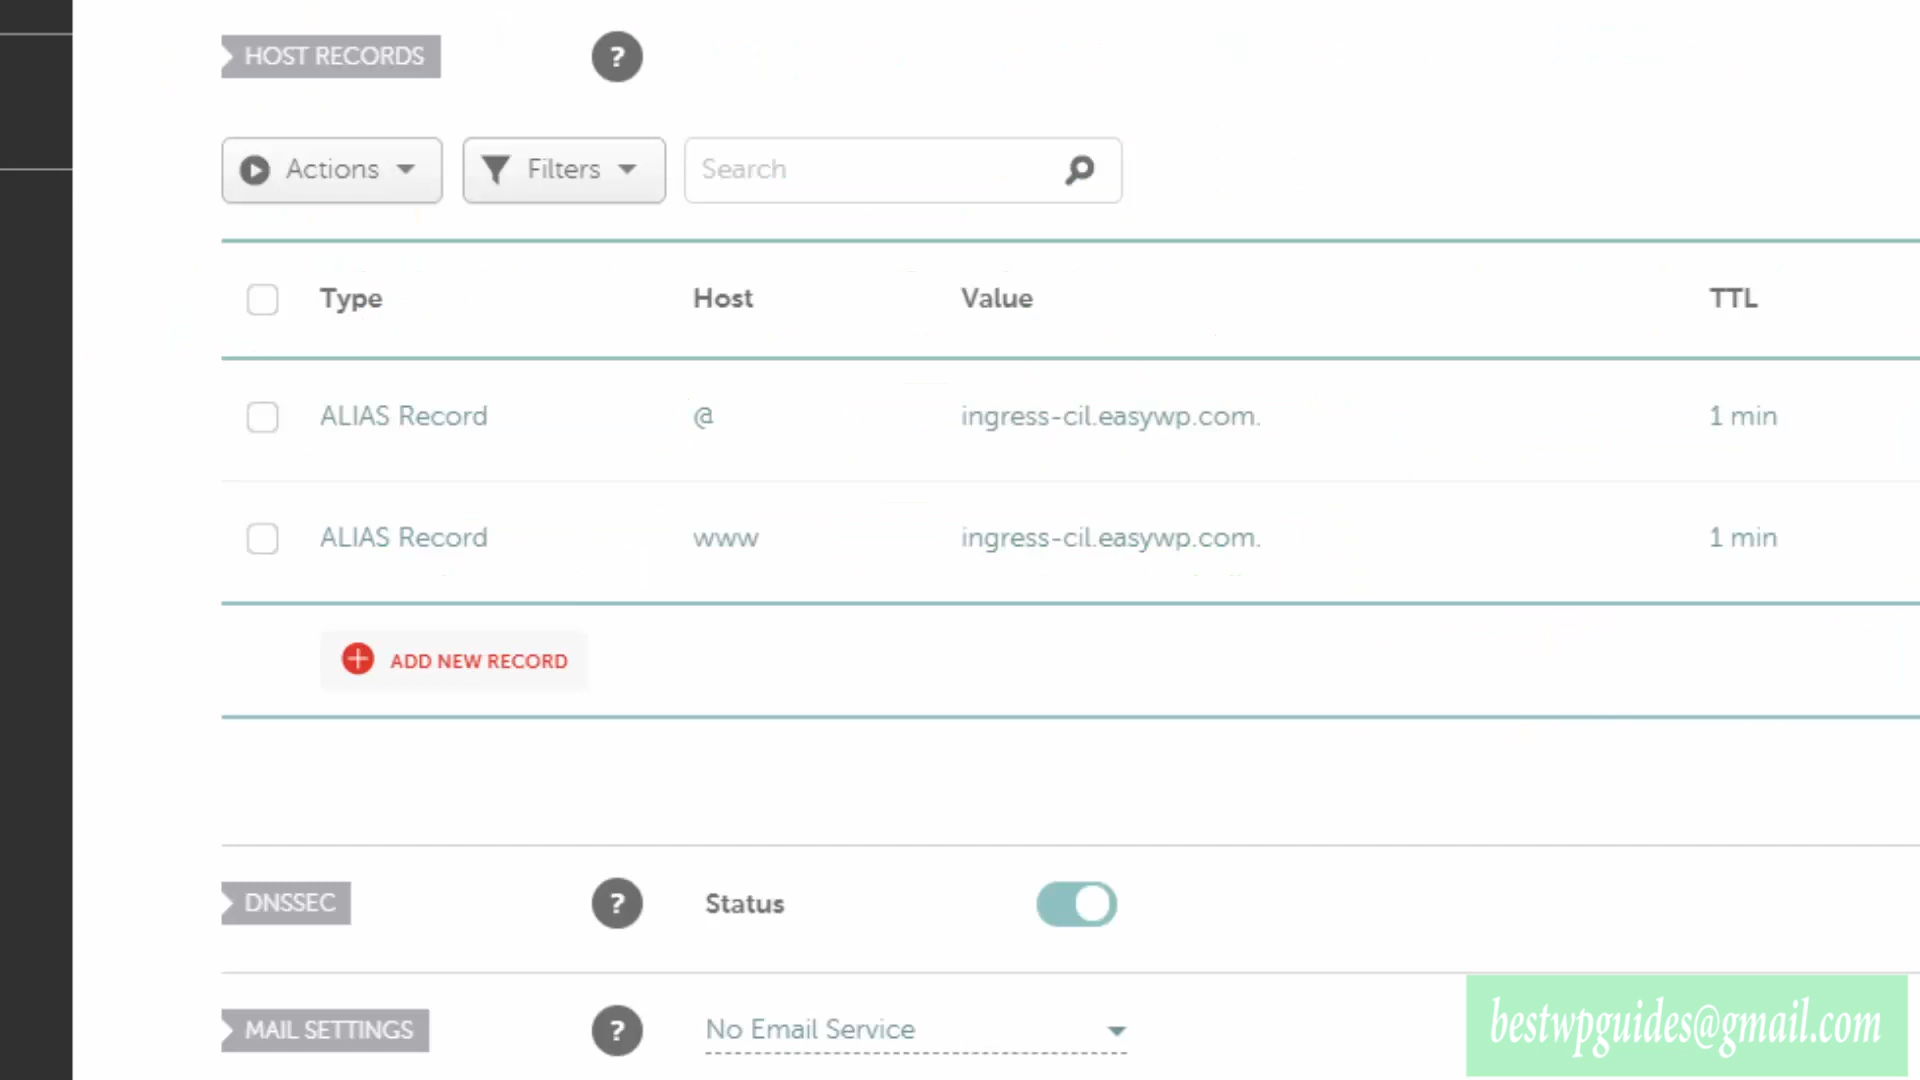 HOST RECORDS ?
Actions Filters Search
Type Host Value TTL
ALIAS Record @ ingress-cil.easywp.com. 1 min
ALIAS Record www ingress-cil.easywp.com. 1 min
ADD NEW RECORD
DNSSEC ? Status
MAIL SETTINGS ? No Email Service
bestwpguides@gmail.com